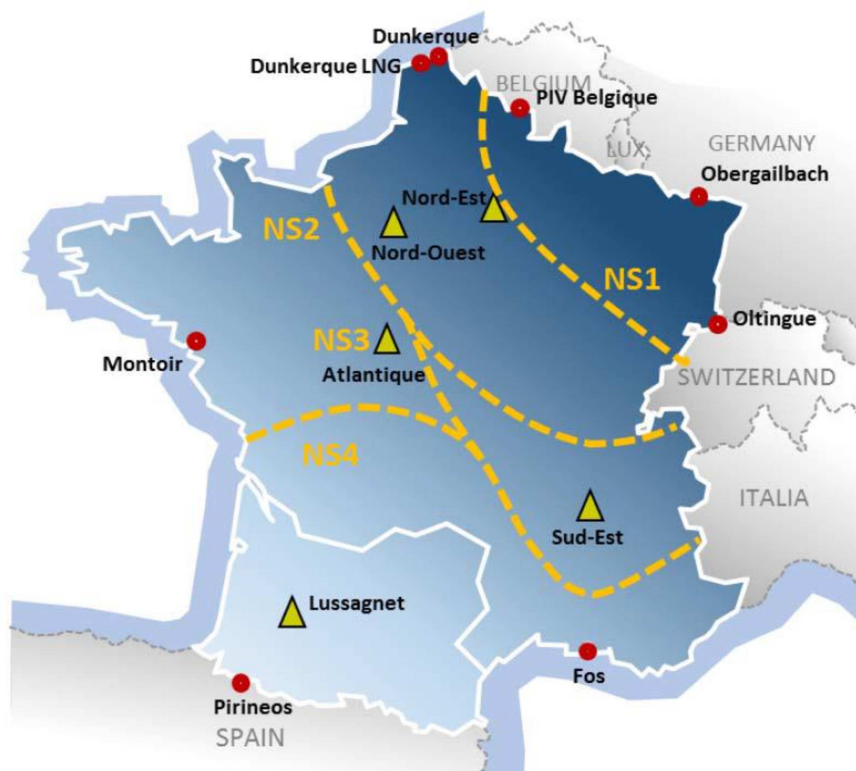 Dunkerque
Dunkerque LNG
BELGIUM
PIV Belgique
LUX
GERMANY
Obergailbach
Nord-Est
NS2
Nord-Ouest
NS1
Oltingue
NS3
Montoir
Atlantique
SWITZERLAND
NS4
ITALIA
Sud-Est
Lussagnet
Fos
Pirineos
SPAIN